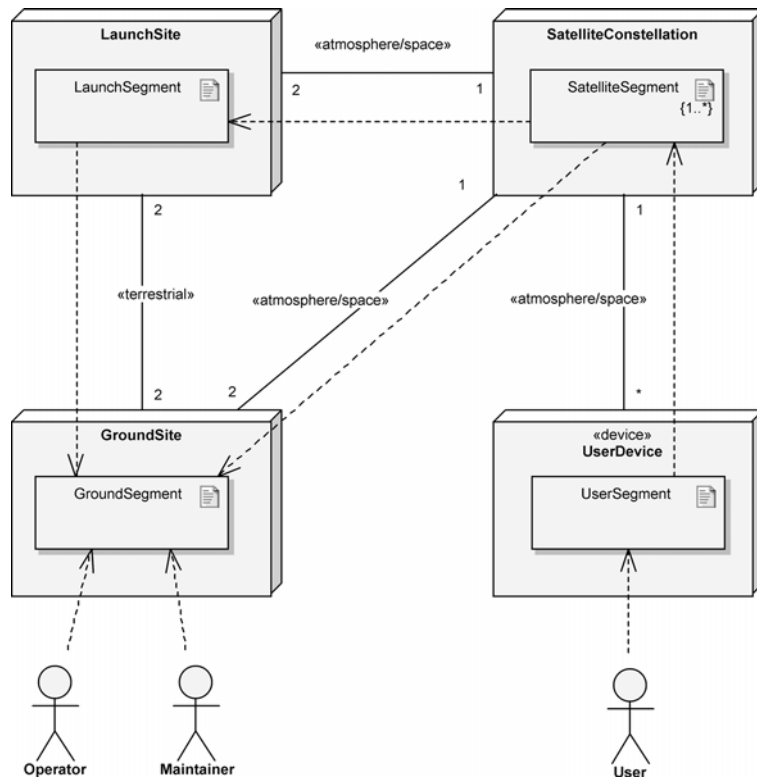 LaunchSite
LaunchSegment
«atmosphere/space»
2
1
SatelliteConstellation
SatelliteSegment
{1..*}
2
«terrestrial»
2
1
«atmosphere/space»
2
1
«atmosphere/space»
*
GroundSite
GroundSegment
«device»
UserDevice
UserSegment
Operator
Maintainer
User